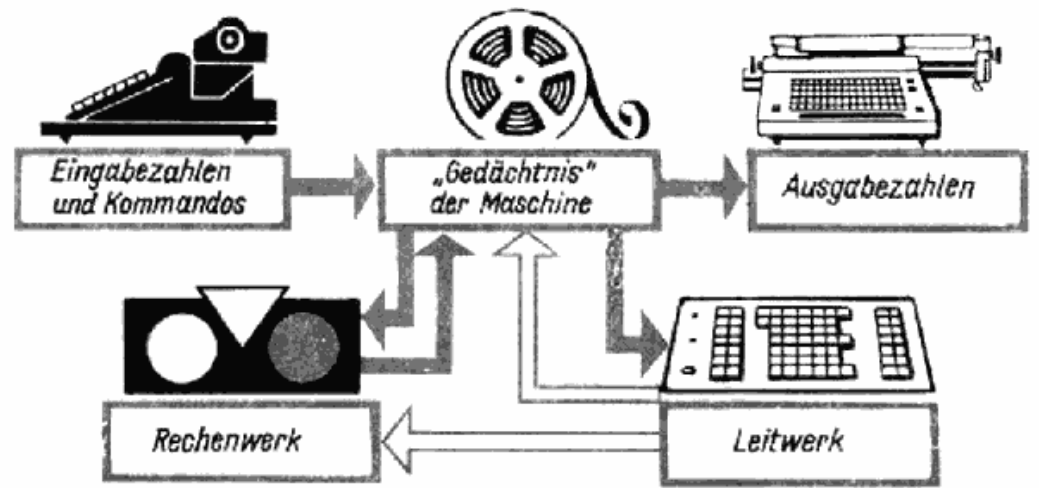 Eingabezahlen
und Kommandos
„Gedächtnis"
der Maschine
Ausgabezahlen
Rechenwerk
Leitwerk